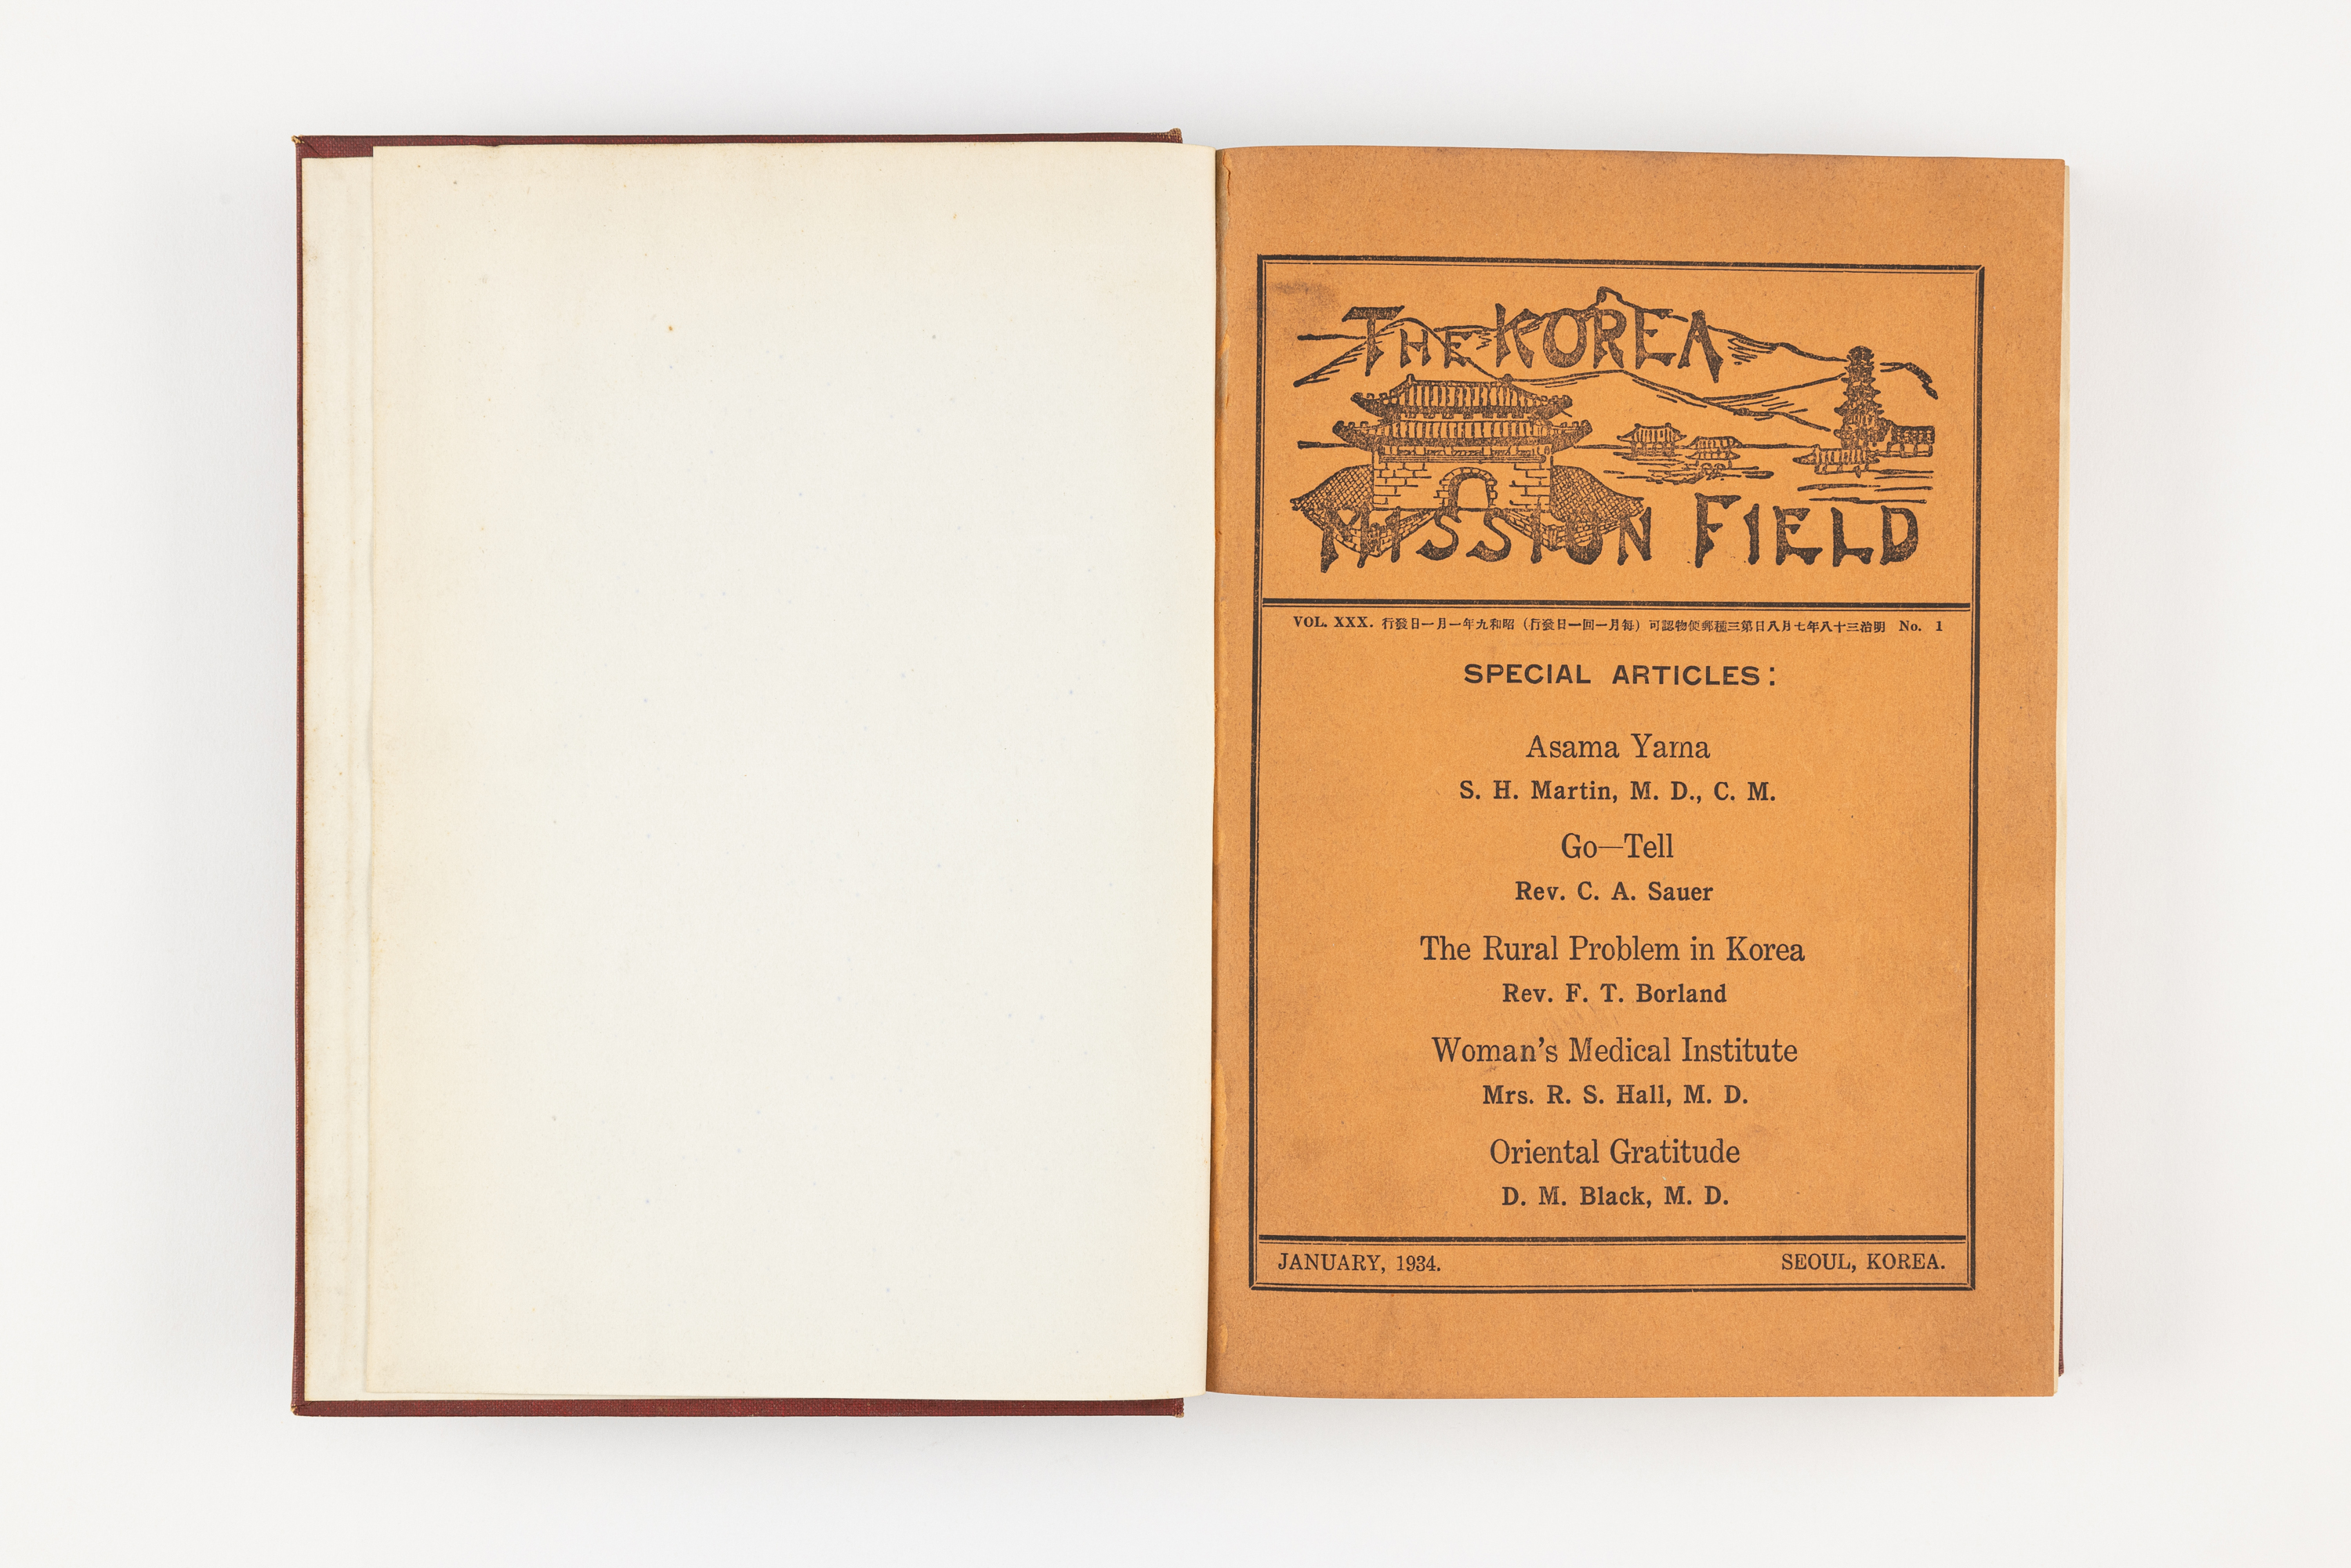 THE KOREA
MISSION FIELD
VOL. XXX. 行發日一月一年九和昭 （行發日一回一月每） 可認物便郵種三第日八月七年八十三治明 No. 1
SPECIAL ARTICLES:
Asama Yama
S. H. Martin, M. D., C. M.
Go—Tell
Rev. C. A. Sauer
The Rural Problem in Korea
Rev. F. T. Borland
Woman's Medical Institute
Mrs. R. S. Hall, M. D.
Oriental Gratitude
D. M. Black, M. D.
JANUARY, 1934. SEOUL, KOREA.